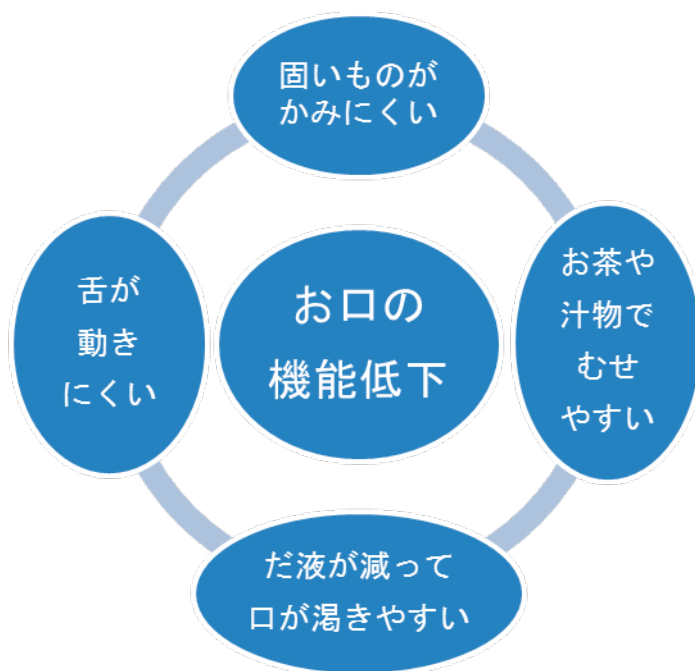 固いものが
かみにくい
お茶や
汁物で
むせ
やすい
だ液が減って
口が渇きやすい
舌が
動き
にくい
お口の
機能低下